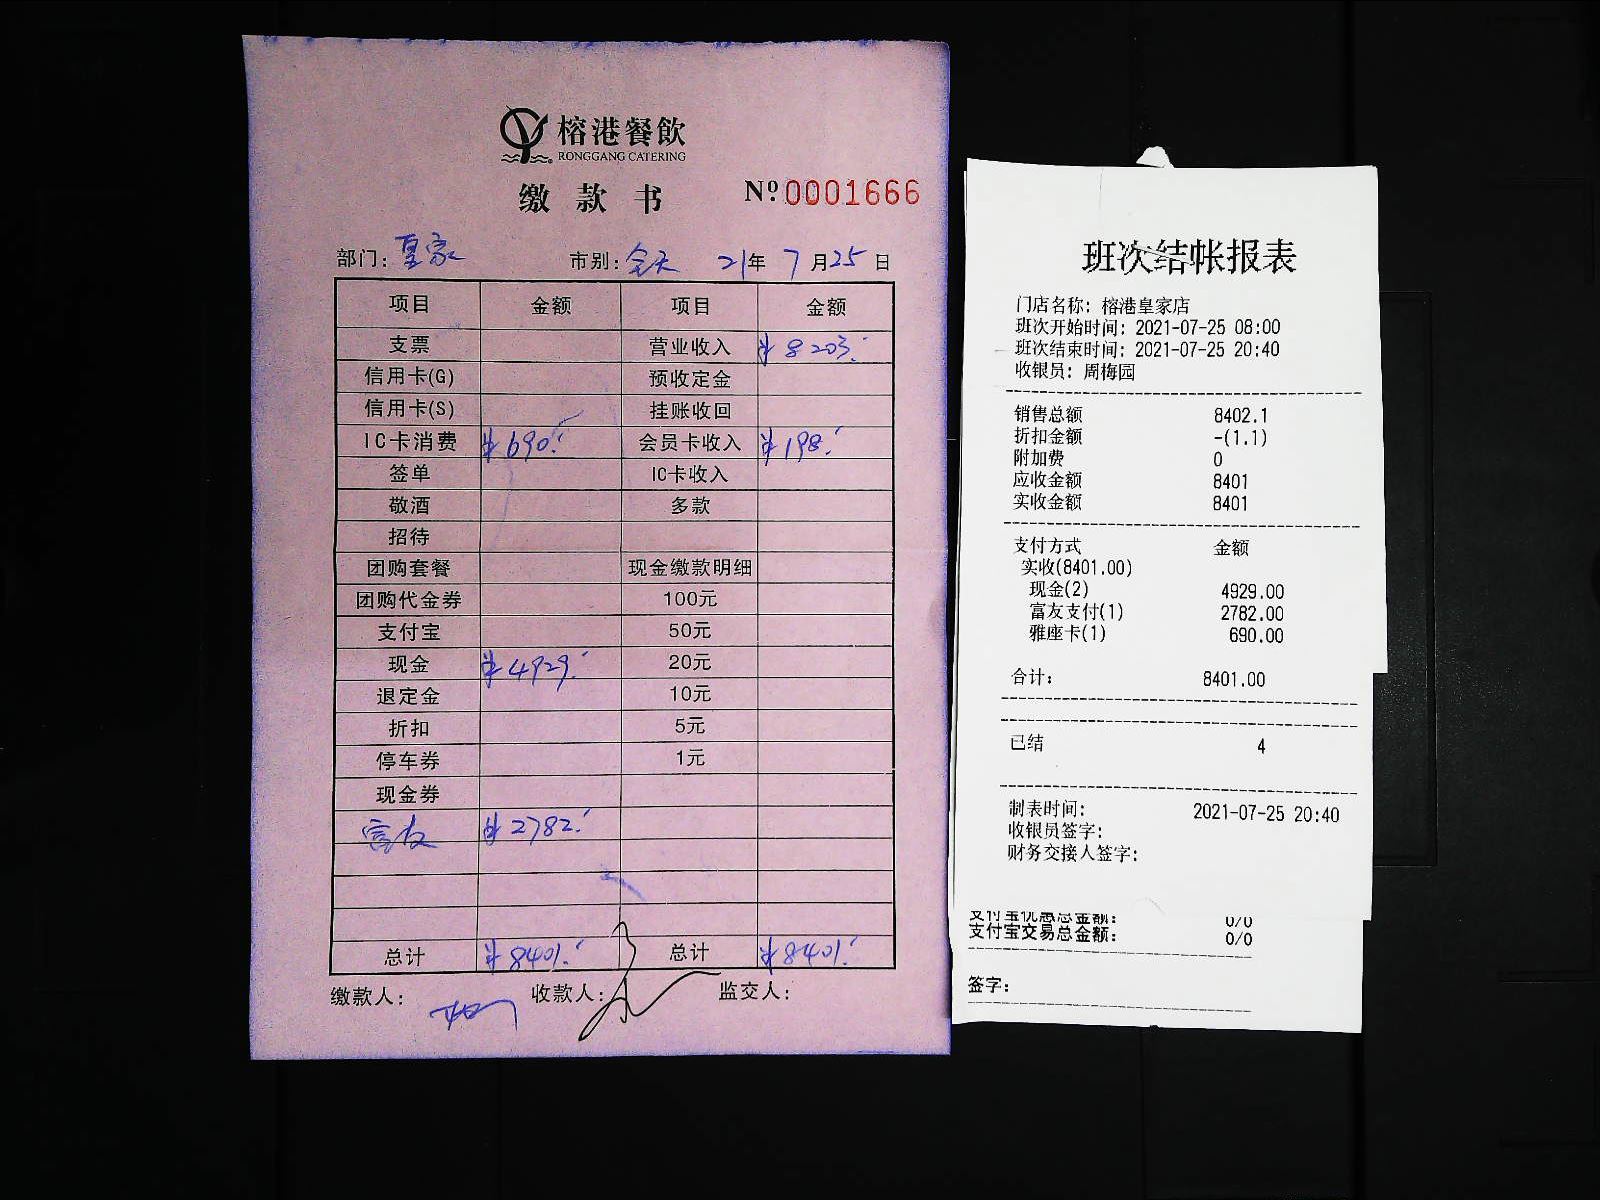 榕港餐飲
RONGGANG CATERING
缴款书 Nº 0001666
部门: 皇家 市别: 全天 21年 7月25日
项目 金额 项目 金额
支票 营业收入 ¥8203.
信用卡(G) 预收定金
信用卡(S) 挂账收回
IC卡消费 ¥690. 会员卡收入 ¥198.
签单 IC卡收入
敬酒 多款
招待
团购套餐 现金缴款明细
团购代金券 100元
支付宝 50元
现金 ¥4929. 20元
退定金 10元
折扣 5元
停车券 1元
现金券
富友 ¥2782.
总计 ¥8401. 总计 ¥8401.
缴款人: 收款人: 监交人:
班次结帐报表
门店名称: 榕港皇家店
班次开始时间: 2021-07-25 08:00
班次结束时间: 2021-07-25 20:40
收银员: 周梅园
销售总额 8402.1
折扣金额 -(1.1)
附加费 0
应收金额 8401
实收金额 8401
支付方式 金额
实收(8401.00)
现金(2) 4929.00
富友支付(1) 2782.00
雅座卡(1) 690.00
合计: 8401.00
已结 4
制表时间: 2021-07-25 20:40
收银员签字:
财务交接人签字:
支付宝优惠总金额: 0/0
支付宝交易总金额: 0/0
签字: